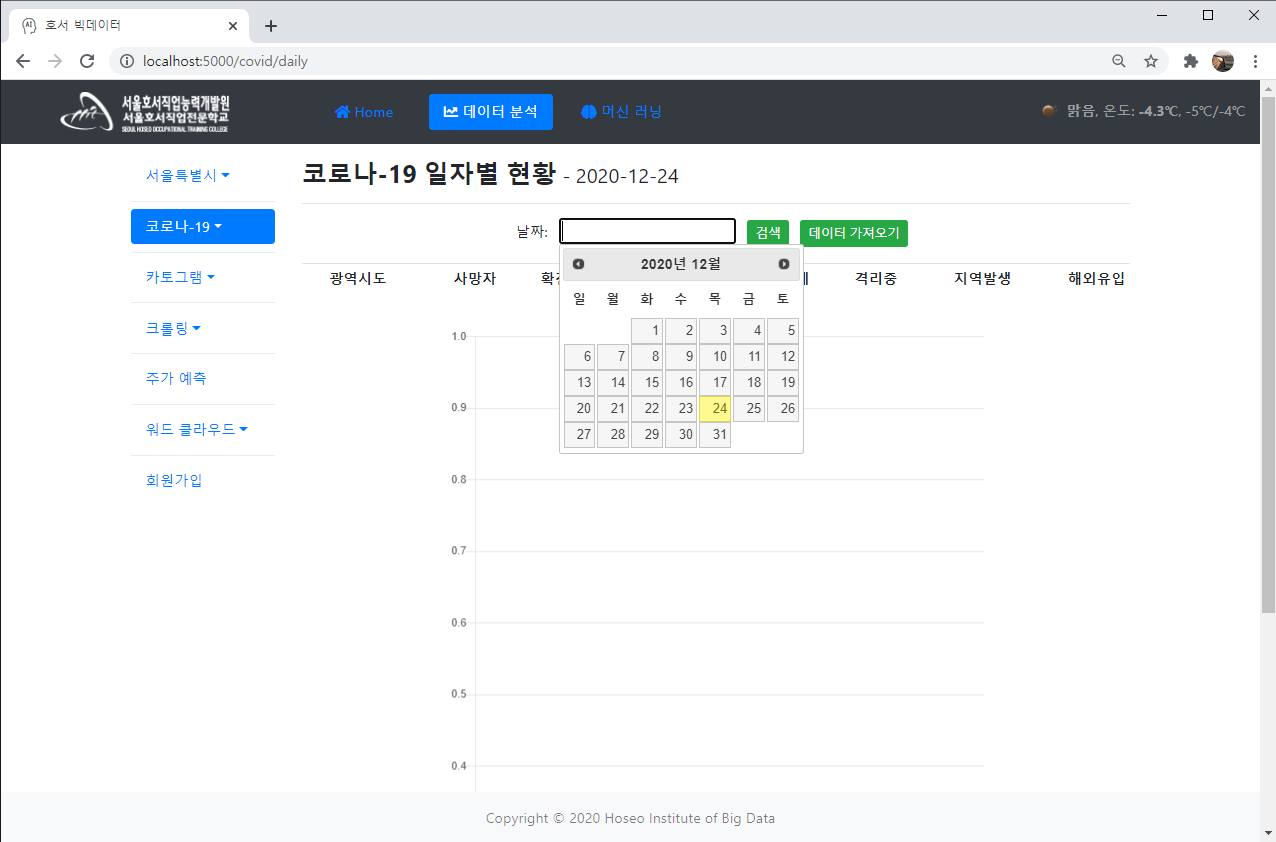 호서 빅데이터
localhost:5000/covid/daily
서울호서직업능력개발원
서울호서직업전문학교
SEOUL HOSEO OCCUPATIONAL TRAINING COLLEGE
Home 데이터 분석 머신 러닝 맑음, 온도: -4.3℃, -5℃/-4℃
서울특별시
코로나-19
카토그램
크롤링
주가 예측
워드 클라우드
회원가입
코로나-19 일자별 현황 - 2020-12-24
날짜: 검색 데이터 가져오기
광역시도 사망자 격리중 지역발생 해외유입
2020년 12월
일 월 화 수 목 금 토
1 2 3 4 5
6 7 8 9 10 11 12
13 14 15 16 17 18 19
20 21 22 23 24 25 26
27 28 29 30 31
1.0
0.9
0.8
0.7
0.6
0.5
0.4
Copyright © 2020 Hoseo Institute of Big Data